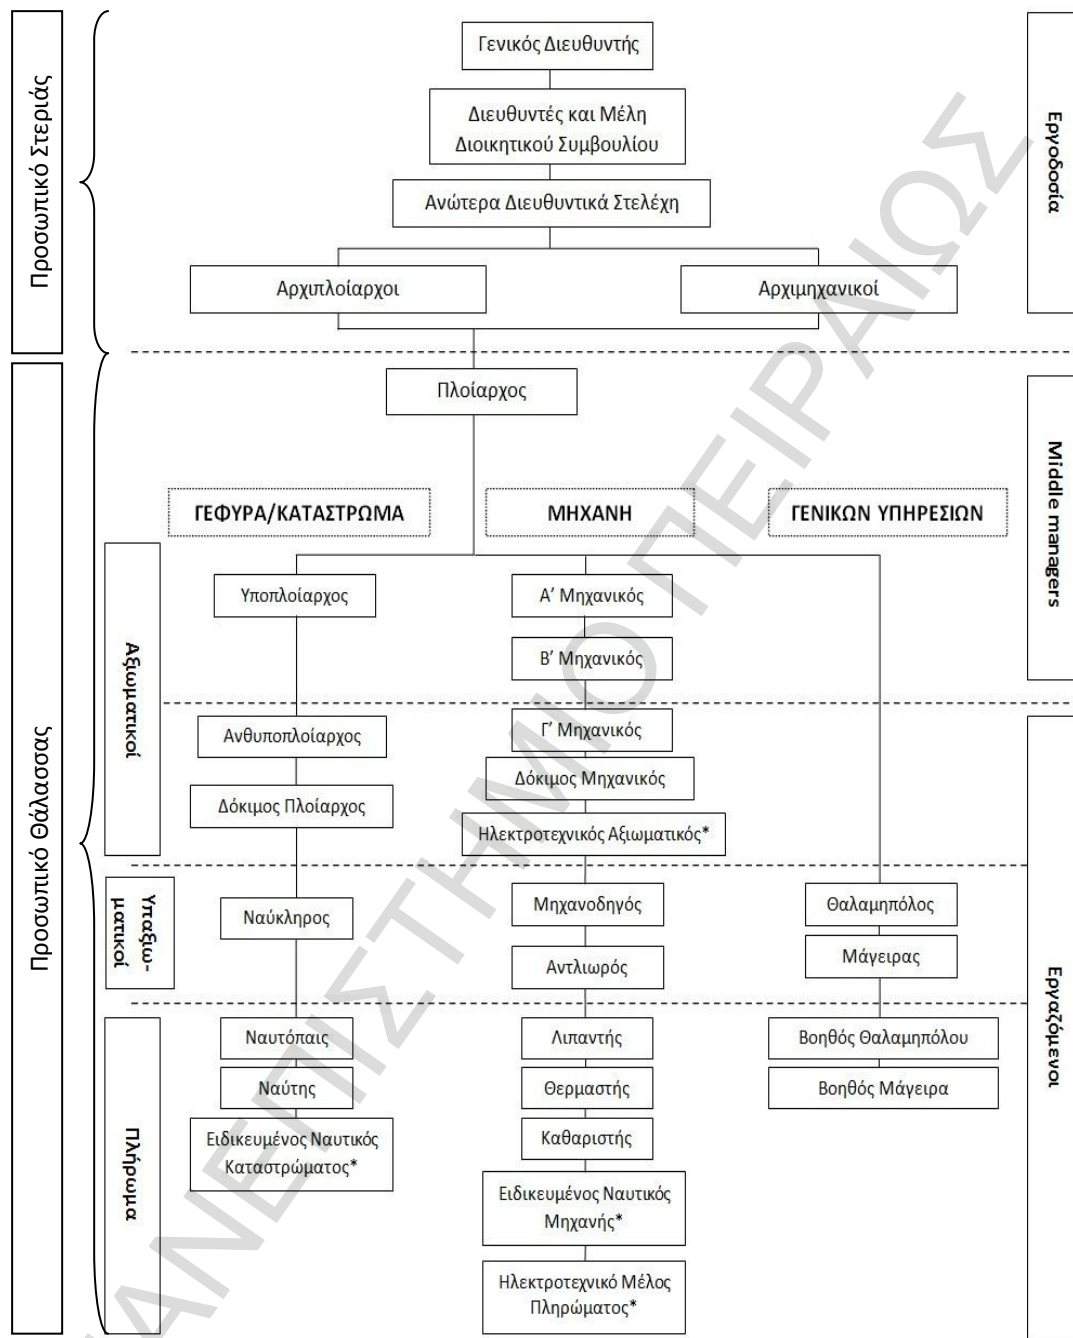 Προσωπικό Στεριάς
Γενικός Διευθυντής
Διευθυντές και Μέλη
Διοικητικού Συμβουλίου
Ανώτερα Διευθυντικά Στελέχη
Αρχιπλοίαρχοι
Αρχιμηχανικοί
Εργοδοσία
Προσωπικό Θάλασσας
Πλοίαρχος
Middle managers
ΓΕΦΥΡΑ/ΚΑΤΑΣΤΡΩΜΑ
ΜΗΧΑΝΗ
ΓΕΝΙΚΩΝ ΥΠΗΡΕΣΙΩΝ
Αξιωματικοί
Υποπλοίαρχος
Α' Μηχανικός
Β' Μηχανικός
Ανθυποπλοίαρχος
Γ' Μηχανικός
Δόκιμος Μηχανικός
Δόκιμος Πλοίαρχος
Ηλεκτροτεχνικός Αξιωματικός*
Εργαζόμενοι
Υπαξιω-
ματικοί
Ναύκληρος
Μηχανοδηγός
Θαλαμηπόλος
Αντλιωρός
Μάγειρας
Πλήρωμα
Ναυτόπαις
Λιπαντής
Βοηθός Θαλαμηπόλου
Ναύτης
Θερμαστής
Βοηθός Μάγειρα
Ειδικευμένος Ναυτικός
Καταστρώματος*
Καθαριστής
Ειδικευμένος Ναυτικός
Μηχανής*
Ηλεκτροτεχνικό Μέλος
Πληρώματος*
ΠΑΝΕΠΙΣΤΗΜΙΟ ΠΕΙΡΑΙΩΣ